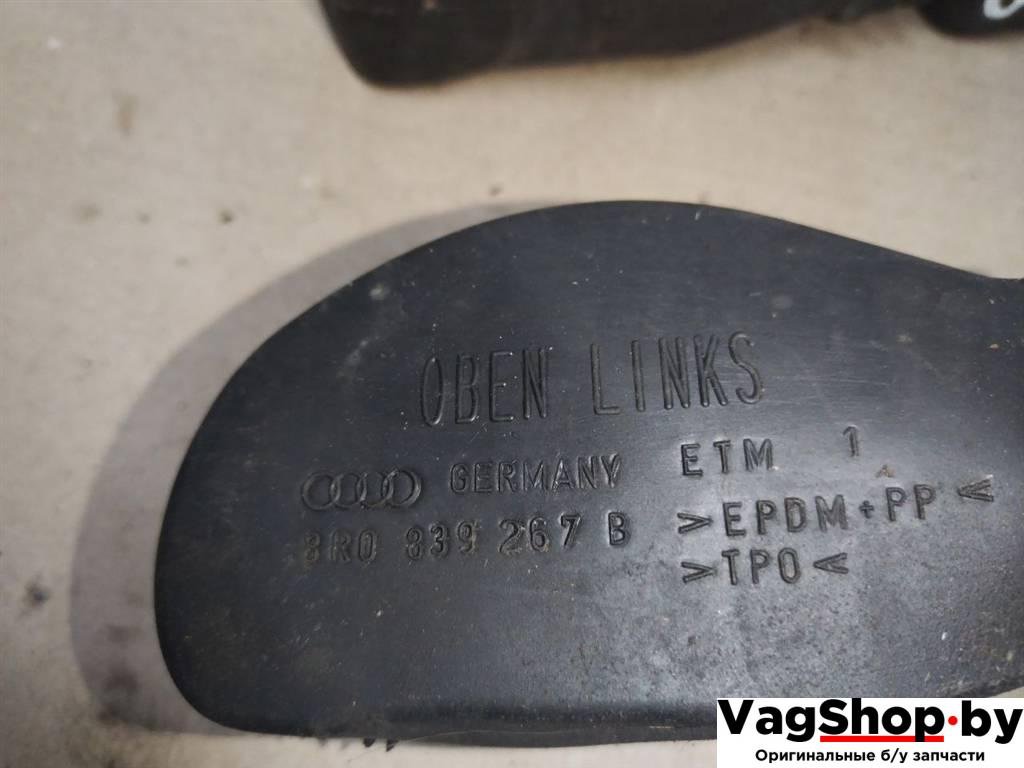 OBEN LINKS
GERMANY ETM 1
8R0 839 267 B >EPDM+PP<
>TPO<
VagShop.by
Оригинальные б/у запчасти